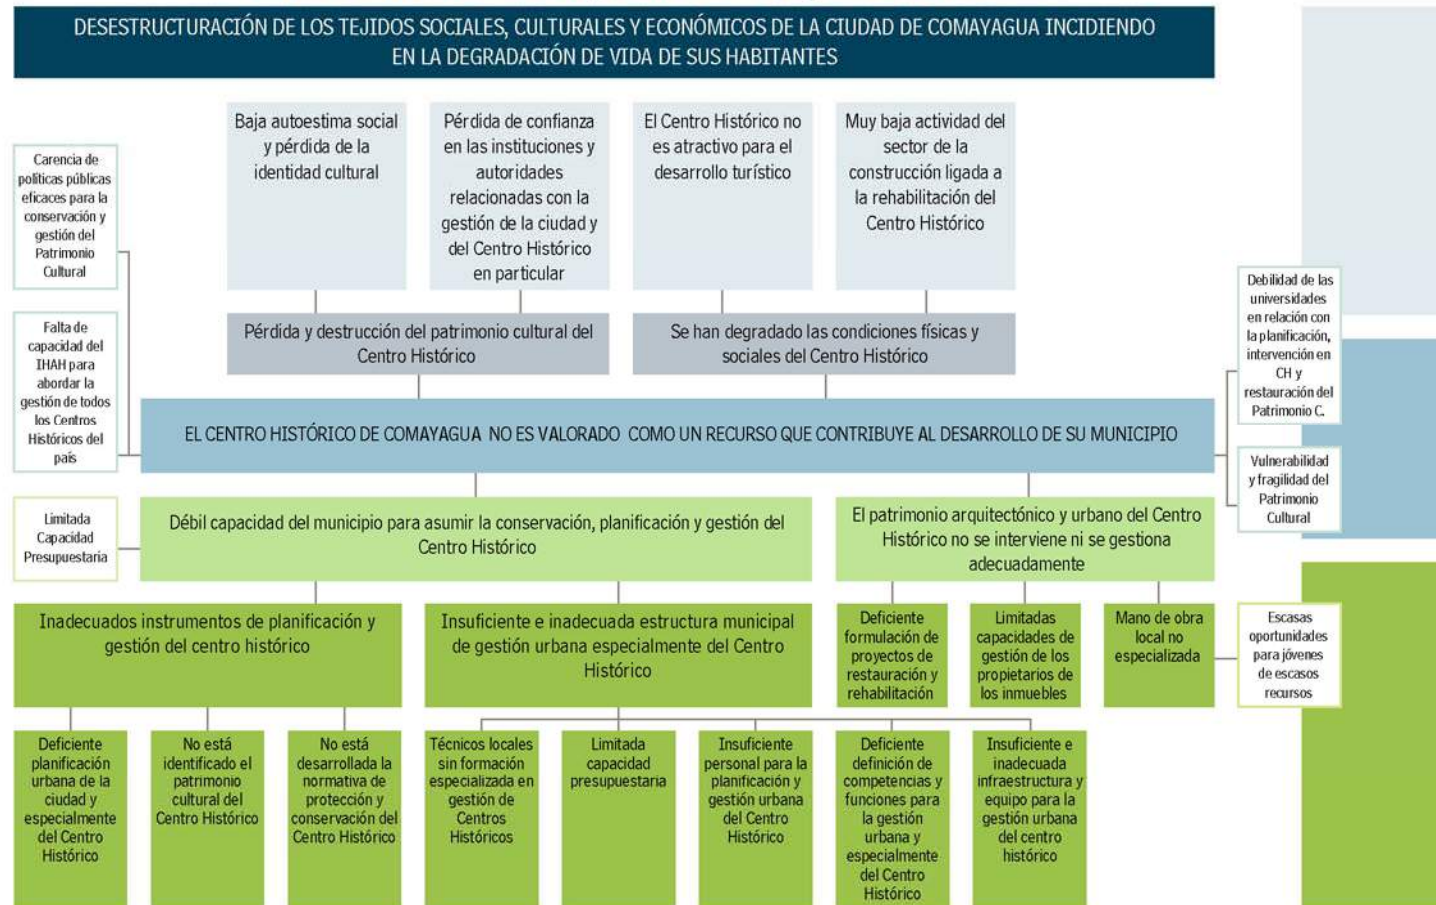 DESESTRUCTURACIÓN DE LOS TEJIDOS SOCIALES, CULTURALES Y ECONÓMICOS DE LA CIUDAD DE COMAYAGUA INCIDIENDO
EN LA DEGRADACIÓN DE VIDA DE SUS HABITANTES
Baja autoestima social
y pérdida de la
identidad cultural
Pérdida de confianza
en las instituciones y
autoridades
relacionadas con la
gestión de la ciudad y
del Centro Histórico
en particular
El Centro Histórico no
es atractivo para el
desarrollo turístico
Muy baja actividad del
sector de la
construcción ligada a
la rehabilitación del
Centro Histórico
Carencia de
políticas públicas
eficaces para la
conservación y
gestión del
Patrimonio
Cultural
Falta de
capacidad del
IHAH para
abordar la
gestión de todos
los Centros
Históricos del
país
Pérdida y destrucción del patrimonio cultural del
Centro Histórico
Se han degradado las condiciones físicas y
sociales del Centro Histórico
Debilidad de las
universidades
en relación con
la planificación,
intervención en
CH y
restauración del
Patrimonio C.
EL CENTRO HISTÓRICO DE COMAYAGUA NO ES VALORADO COMO UN RECURSO QUE CONTRIBUYE AL DESARROLLO DE SU MUNICIPIO
Vulnerabilidad
y fragilidad del
Patrimonio
Cultural
Limitada
Capacidad
Presupuestaria
Débil capacidad del municipio para asumir la conservación, planificación y gestión del
Centro Histórico
El patrimonio arquitectónico y urbano del Centro
Histórico no se interviene ni se gestiona
adecuadamente
Inadecuados instrumentos de planificación y
gestión del centro histórico
Insuficiente e inadecuada estructura municipal
de gestión urbana especialmente del Centro
Histórico
Deficiente
formulación de
proyectos de
restauración y
rehabilitación
Limitadas
capacidades de
gestión de los
propietarios de
los inmuebles
Mano de obra
local no
especializada
Escasas
oportunidades
para jóvenes
de escasos
recursos
Deficiente
planificación
urbana de la
ciudad y
especialmente
del Centro
Histórico
No está
identificado el
patrimonio
cultural del
Centro Histórico
No está
desarrollada la
normativa de
protección y
conservación del
Centro Histórico
Técnicos locales
sin formación
especializada en
gestión de
Centros
Históricos
Limitada
capacidad
presupuestaria
Insuficiente
personal para la
planificación y
gestión urbana
del Centro
Histórico
Deficiente
definición de
competencias y
funciones para
la gestión
urbana y
especialmente
del Centro
Histórico
Insuficiente e
inadecuada
infraestructura y
equipo para la
gestión urbana
del centro
histórico